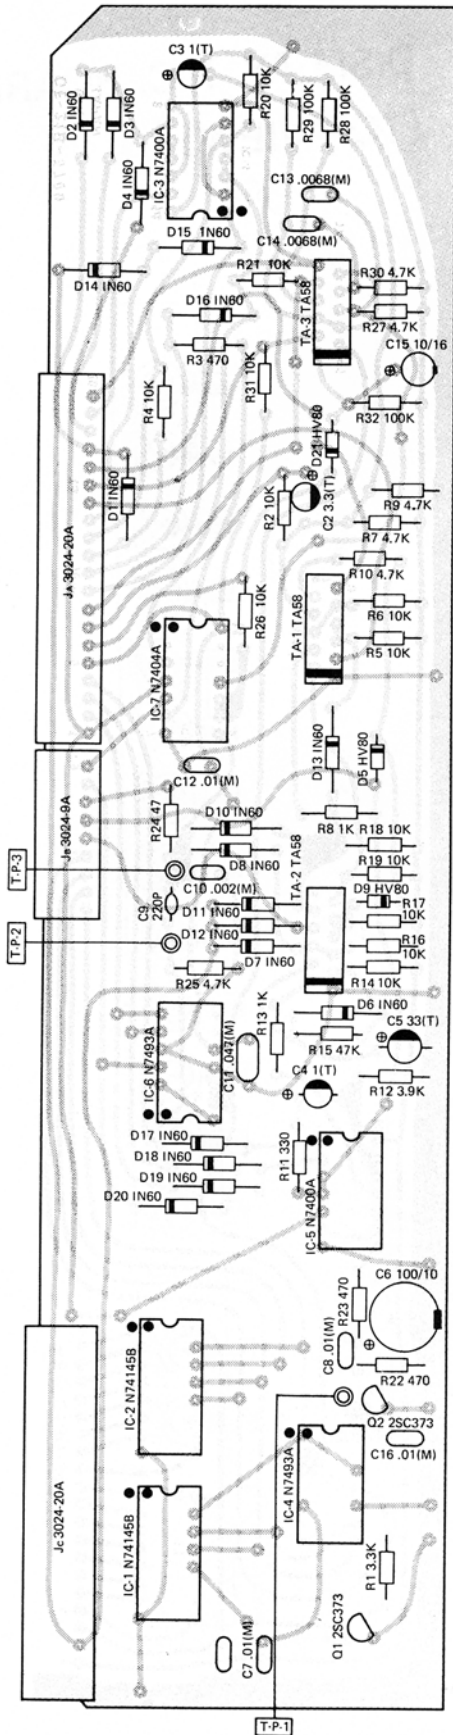 C3 1(T)
R20 10K
D2 IN60
D3 IN60
R29 100K
R28 100K
D4 IN60
IC-3 N7400A
C13 .0068(M)
C14 .0068(M)
D15 1N60
R21 10K
D14 IN60
TA-3 TA58
R30 4.7K
R27 4.7K
D16 IN60
R3 470
C15 10/16
R4 10K
R31 10K
R32 100K
D21 HV80
JA 3024-20A
D1 IN60
R2 10K
C2 3.3(T)
R9 4.7K
R7 4.7K
R10 4.7K
R26 10K
R6 10K
R5 10K
TA-1 TA58
IC-7 N7404A
D13 IN60
D5 HV80
C12 .01(M)
JB 3024-9A
R24 47
D10 IN60
R8 1K
R18 10K
D8 IN60
TA-2 TA58
R19 10K
T·P-3
C10 .002(M)
D9 HV80
C9 220P
D11 IN60
R17 10K
D12 IN60
T·P-2
D7 IN60
R16 10K
R25 4.7K
R14 10K
D6 IN60
IC-6 N7493A
C11 .047(M)
R13 1K
R15 47K
C5 33(T)
C4 1(T)
R12 3.9K
D17 IN60
D18 IN60
D19 IN60
D20 IN60
R11 330
IC-5 N7400A
C6 100/10
R23 470
C8 .01(M)
R22 470
IC-2 N74145B
Q2 2SC373
C16 .01(M)
IC-4 N7493A
Jc 3024-20A
IC-1 N74145B
R1 3.3K
Q1 2SC373
C7 .01(M)
T·P-1